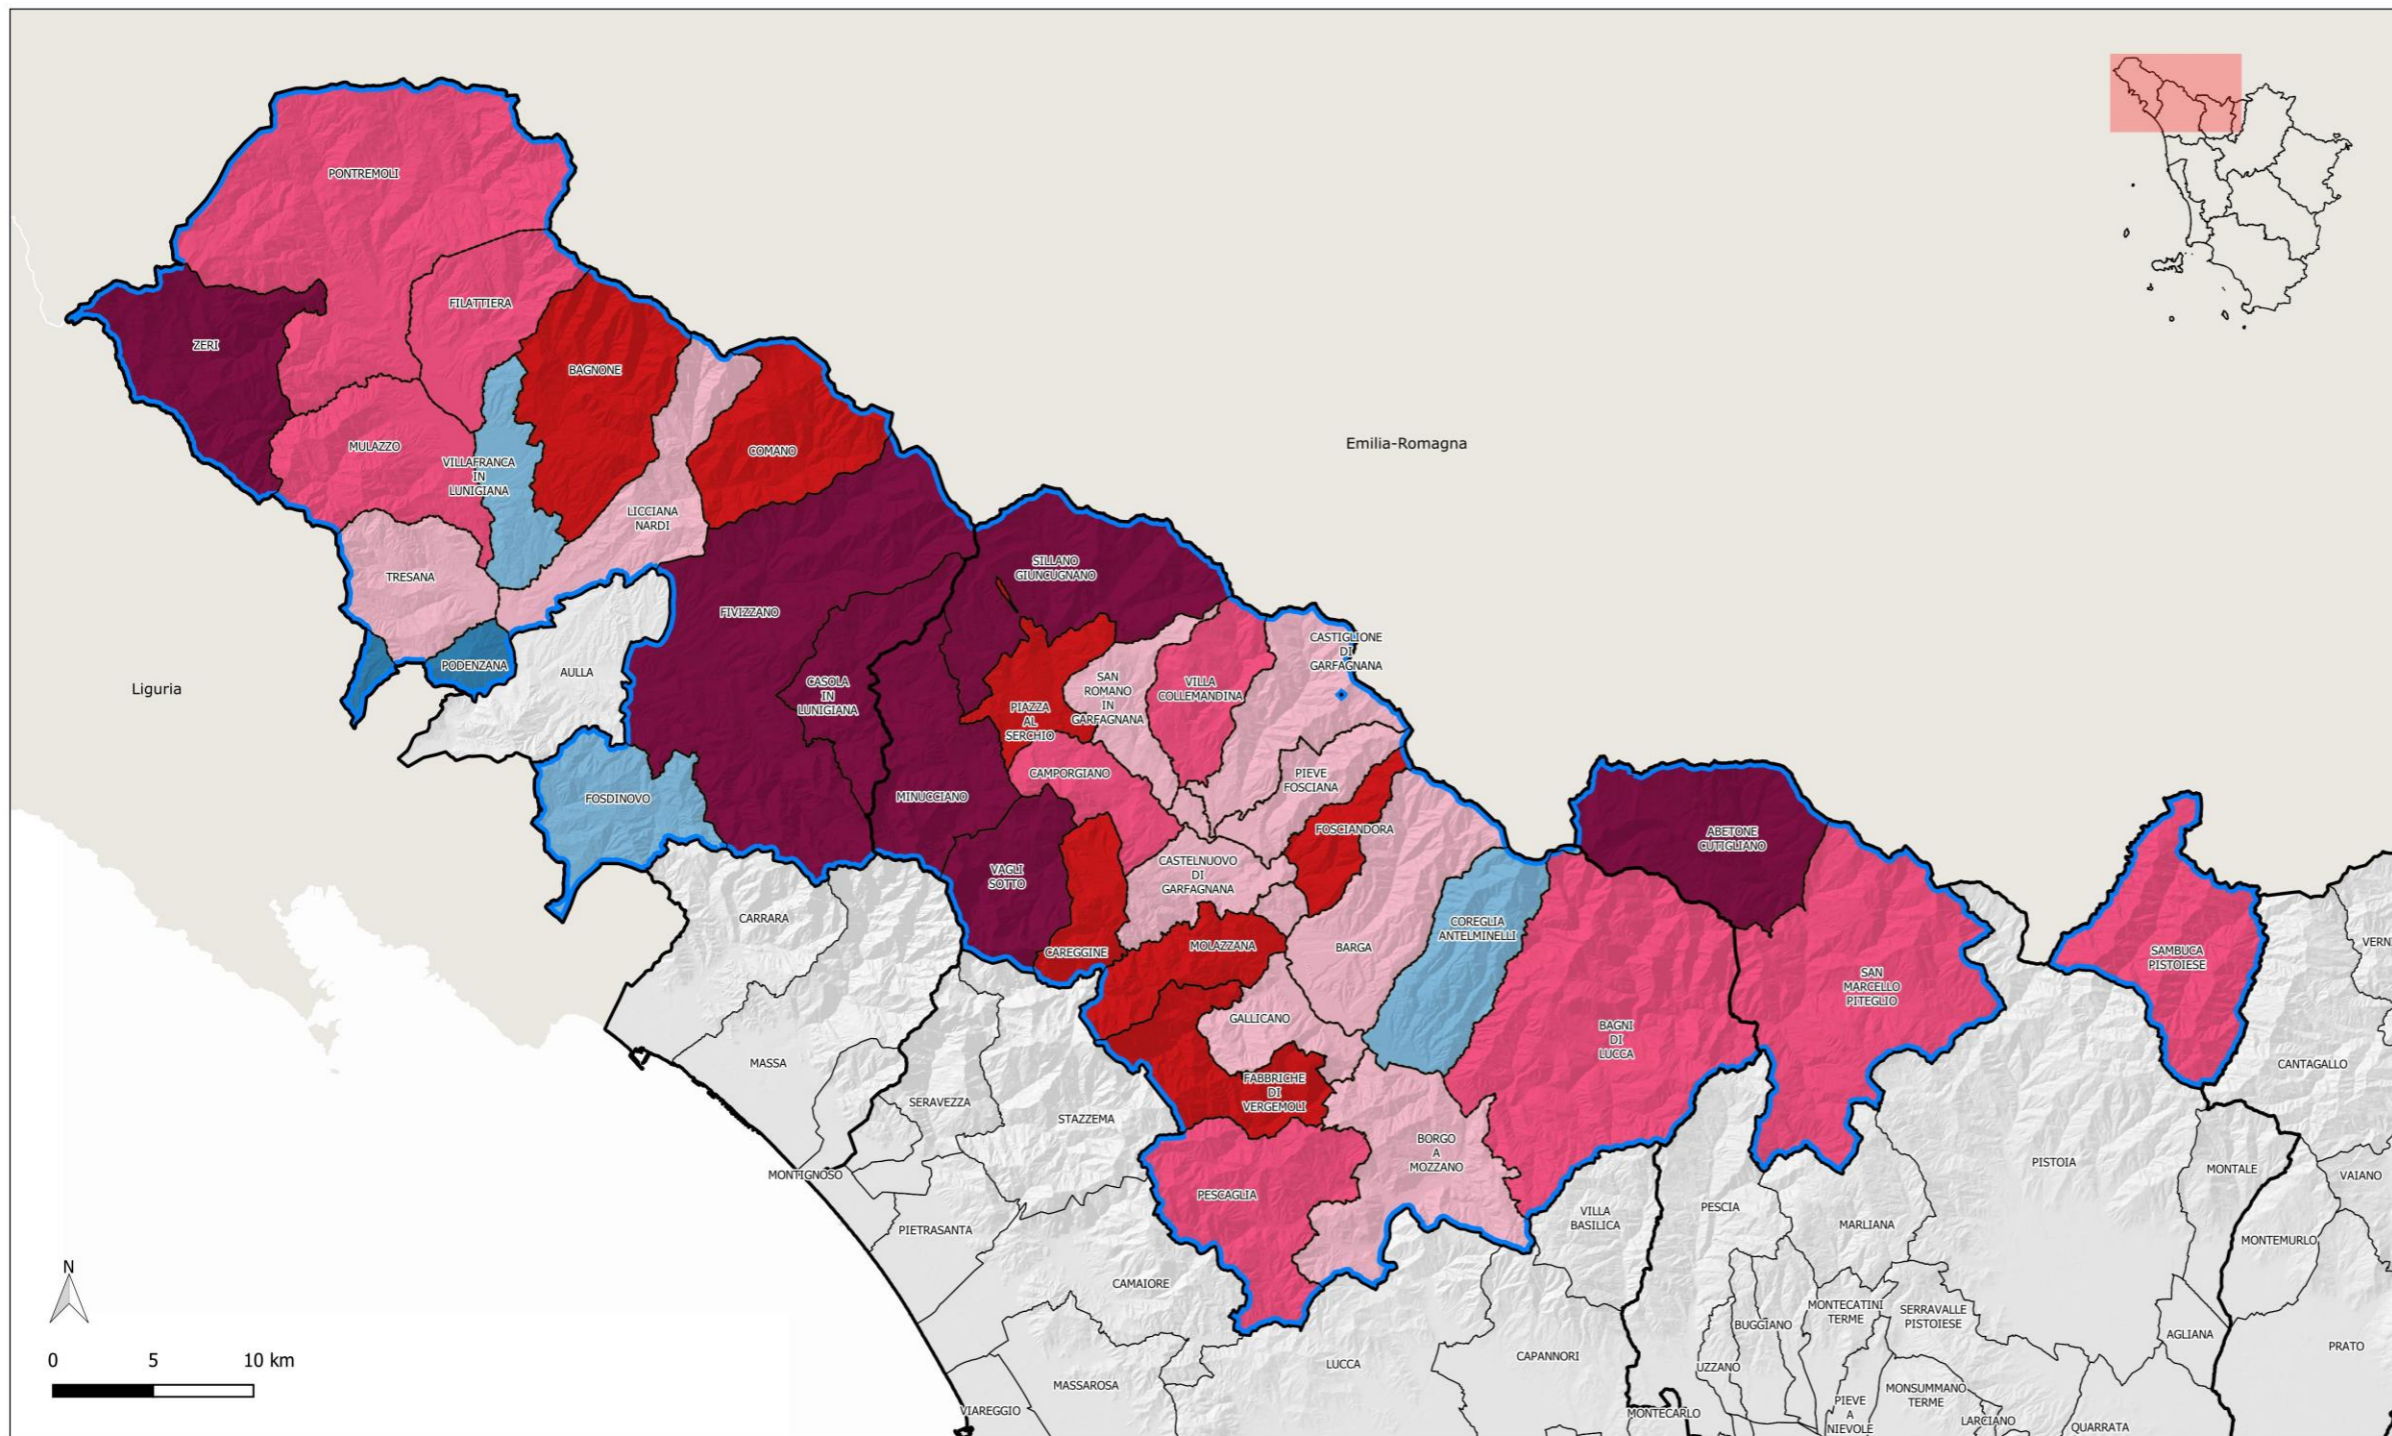 PONTREMOLI
FILATTIERA
ZERI
BAGNONE
MULAZZO
COMANO
Emilia-Romagna
VILLAFRANCA
IN
LUNIGIANA
LICCIANA
NARDI
TRESANA
SILLANO
GIUNCUGNANO
FIVIZZANO
CASTIGLIONE
DI
GARFAGNANA
PODENZANA
AULLA
Liguria
CASOLA
IN
LUNIGIANA
SAN
ROMANO
IN
GARFAGNANA
VILLA
COLLEMANDINA
PIAZZA
AL
SERCHIO
CAMPORGIANO
PIEVE
FOSCIANA
FOSDINOVO
MINUCCIANO
FOSCIANDORA
ABETONE
CUTIGLIANO
VAGLI
SOTTO
CASTELNUOVO
DI
GARFAGNANA
CARRARA
COREGLIA
ANTELMINELLI
CAREGGINE
MOLAZZANA
BARGA
SAMBUCA
PISTOIESE
VERN
SAN
MARCELLO
PITEGLIO
GALLICANO
BAGNI
DI
LUCCA
MASSA
CANTAGALLO
FABBRICHE
DI
VERGEMOLI
SERAVEZZA
STAZZEMA
BORGO
A
MOZZANO
MONTIGNOSO
PISTOIA
MONTALE
VAIANO
PESCAGLIA
VILLA
BASILICA
PESCIA
MARLIANA
PIETRASANTA
MONTEMURLO
N
CAMAIORE
MONTECATINI
TERME
SERRAVALLE
PISTOIESE
BUGGIANO
AGLIANA
PRATO
0 5 10 km
LUCCA
CAPANNORI
UZZANO
MASSAROSA
MONSUMMANO
TERME
VIAREGGIO
MONTECARLO
PIEVE
A
NIEVOLE
LARCIANO
QUARRATA